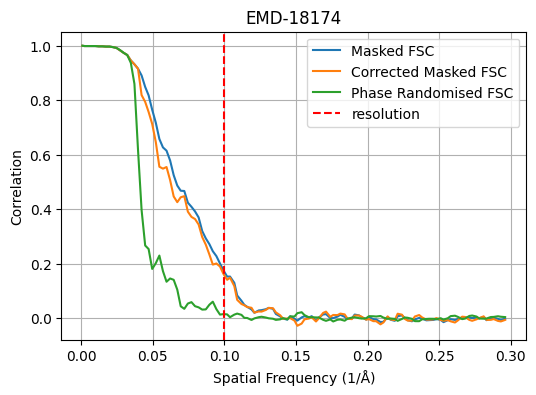 EMD-18174
Masked FSC
Corrected Masked FSC
Phase Randomised FSC
resolution
Correlation
1.0
0.8
0.6
0.4
0.2
0.0
0.00 0.05 0.10 0.15 0.20 0.25 0.30
Spatial Frequency (1/Å)